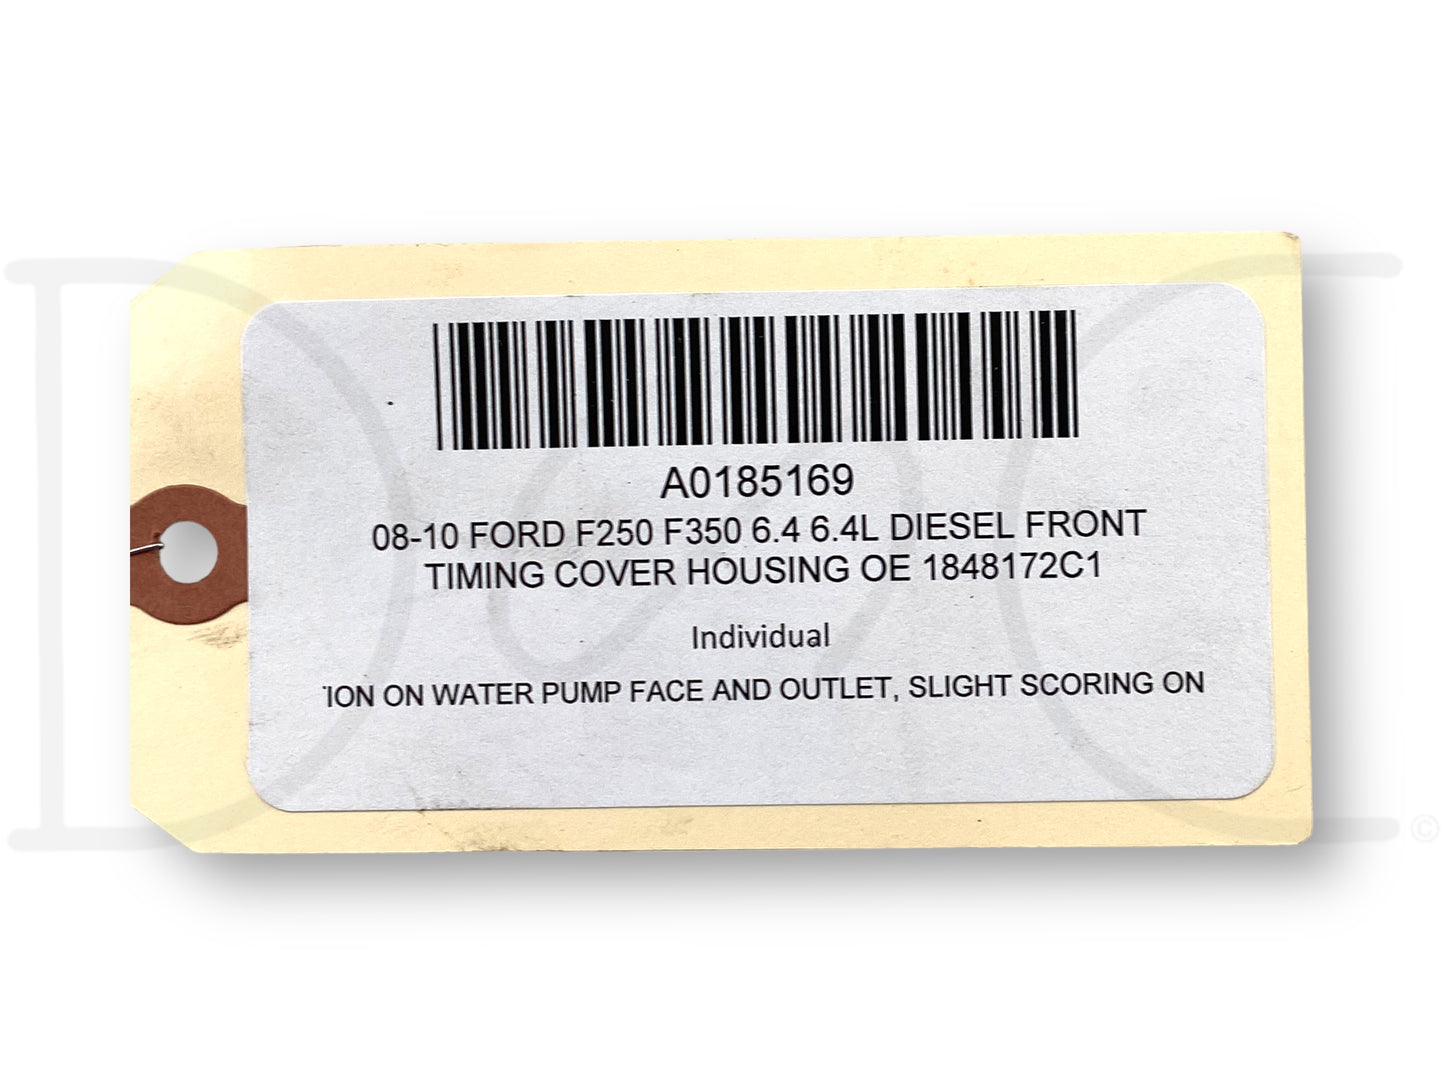 A0185169
08-10 FORD F250 F350 6.4 6.4L DIESEL FRONT
TIMING COVER HOUSING OE 1848172C1
Individual
ION ON WATER PUMP FACE AND OUTLET, SLIGHT SCORING ON
©